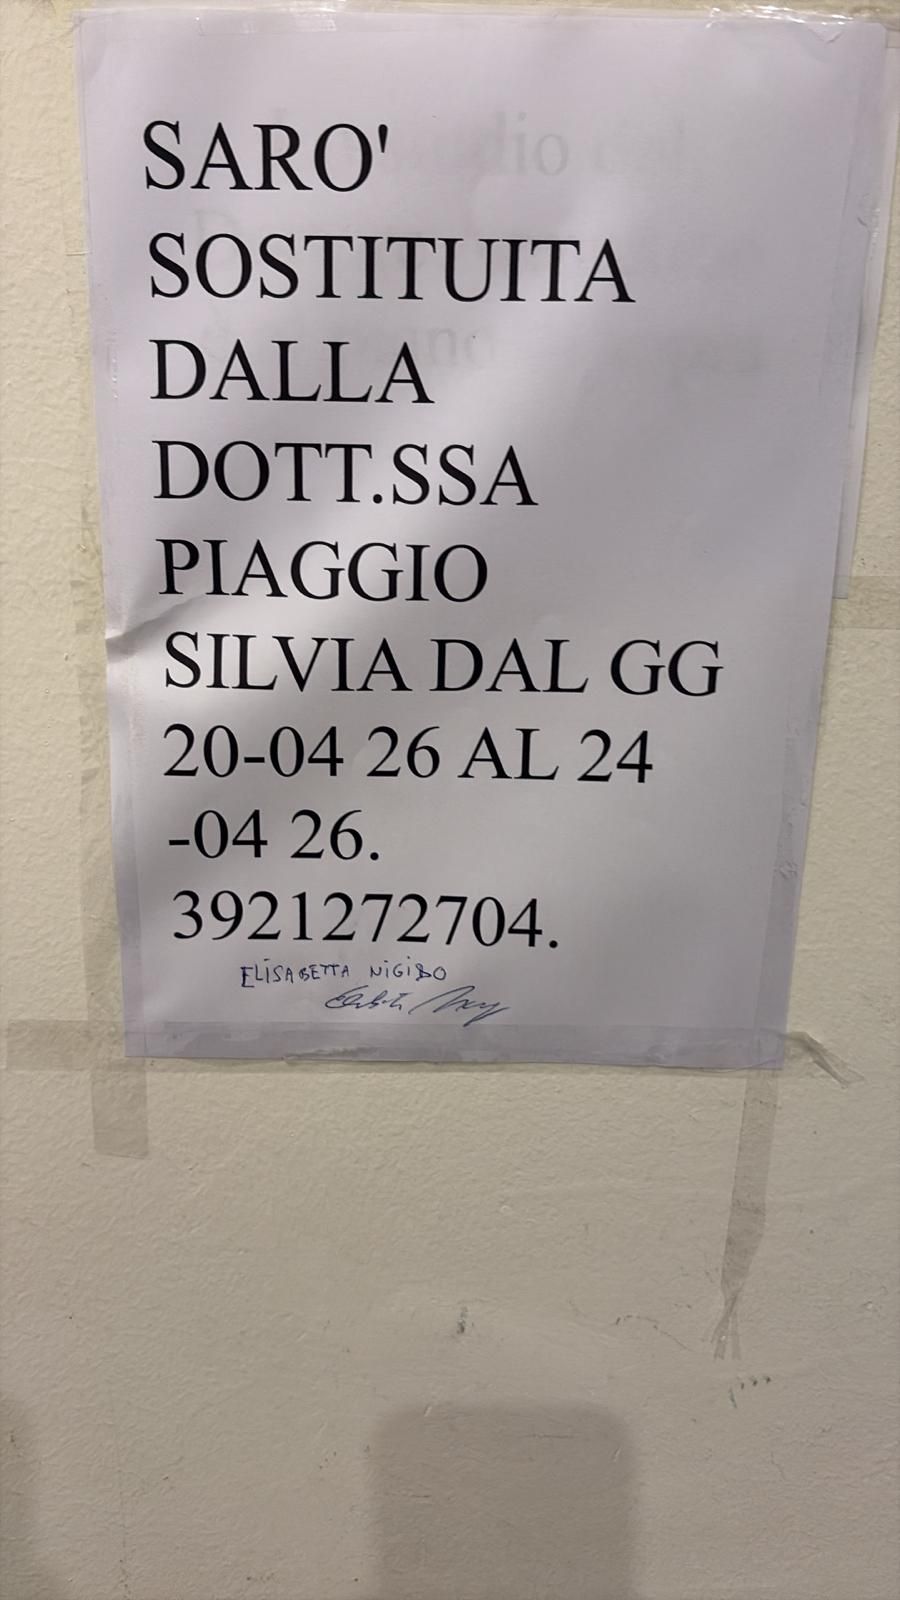 SARO'
SOSTITUITA
DALLA
DOTT.SSA
PIAGGIO
SILVIA DAL GG
20-04 26 AL 24
-04 26.
3921272704.
ELISABETTA NIGIDO